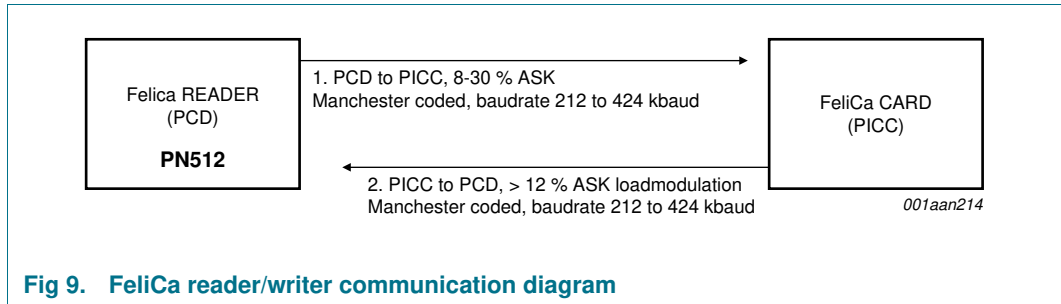 Felica READER
(PCD)
PN512
1. PCD to PICC, 8-30 % ASK
Manchester coded, baudrate 212 to 424 kbaud
2. PICC to PCD, > 12 % ASK loadmodulation
Manchester coded, baudrate 212 to 424 kbaud
FeliCa CARD
(PICC)
001aan214
Fig 9. FeliCa reader/writer communication diagram